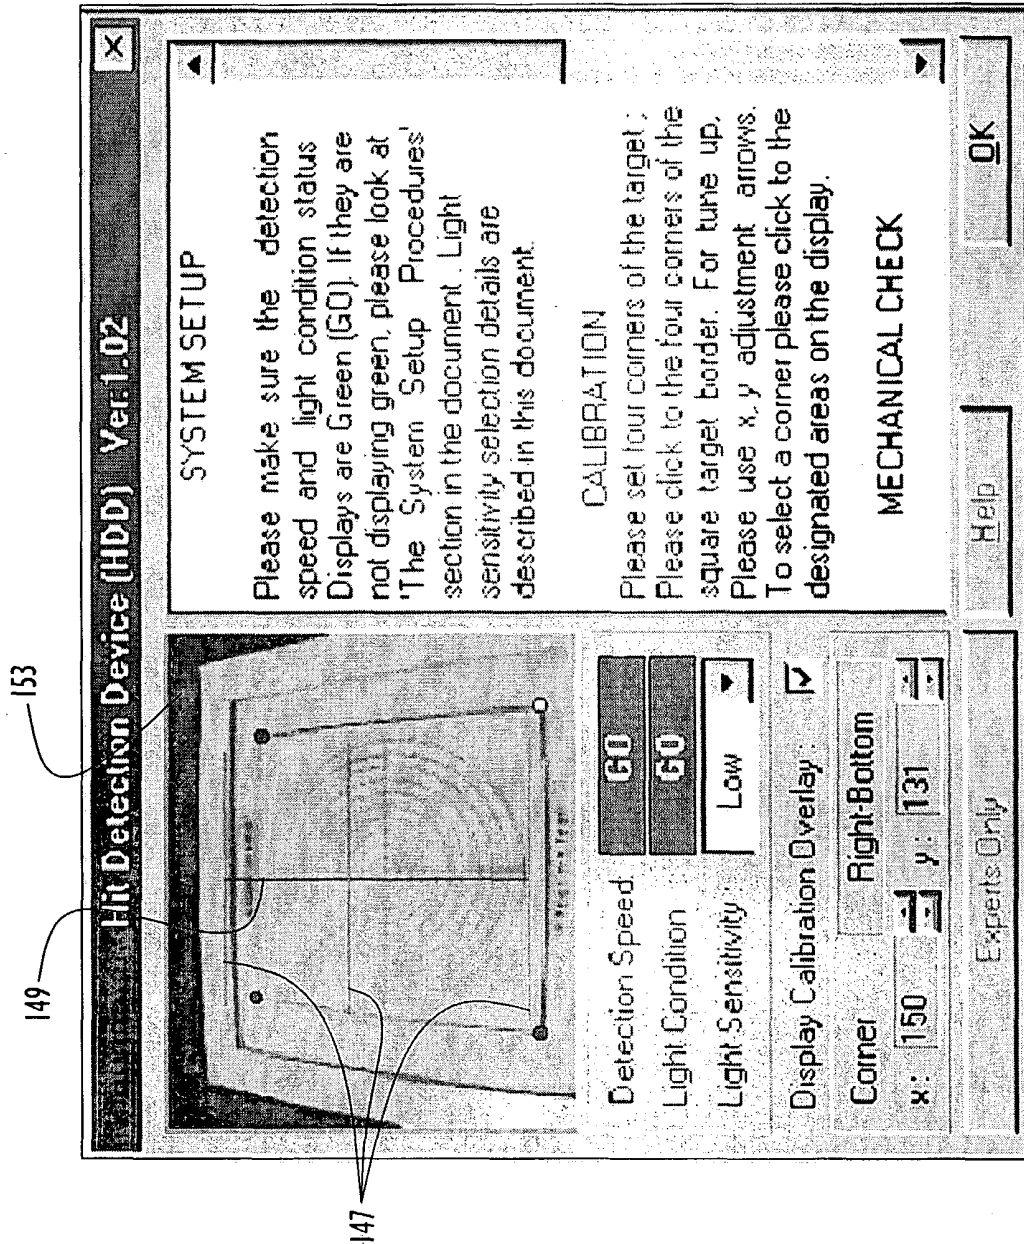 153
149
147
Hit Detection Device (HDD) Ver.1.02
SYSTEM SETUP
Please make sure the detection
speed and light condition status
Displays are Green (GO). If they are
not displaying green, please look at
'The System Setup Procedures'
section in the document. Light
sensitivity selection details are
described in this document.
CALIBRATION
Please set four corners of the target ;
Please click to the four corners of the
square target border. For tune up,
Please use x, y adjustment arrows.
To select a corner please click to the
designated areas on the display.
MECHANICAL CHECK
Detection Speed: GO
Light Condition GO
Light Sensitivity : Low
Display Calibration Overlay :
Corner Right-Bottom
x: 150 y: 131
Expets Only
Help
OK